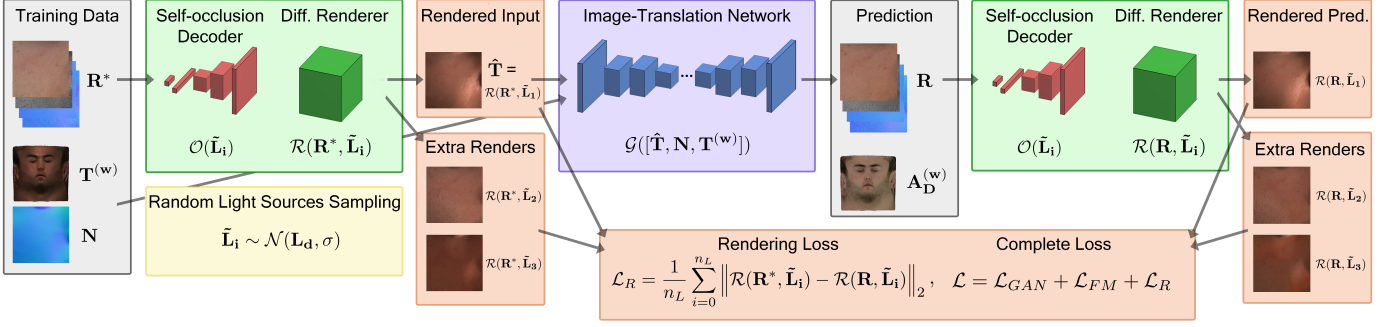 Training Data
R*
T^(w)
N
Self-occlusion
Decoder
Diff. Renderer
O(L̃_i)
R(R*, L̃_i)
Random Light Sources Sampling
L̃_i ∼ N(L_d, σ)
Rendered Input
T̂ =
R(R*, L̃_1)
Extra Renders
R(R*, L̃_2)
R(R*, L̃_3)
Image-Translation Network
G([T̂, N, T^(w)])
Prediction
R
A_D^(w)
Self-occlusion
Decoder
Diff. Renderer
O(L̃_i)
R(R, L̃_i)
Rendered Pred.
R(R, L̃_1)
Extra Renders
R(R, L̃_2)
R(R, L̃_3)
Rendering Loss
L_R = 1/n_L ∑_{i=0}^{n_L} ‖R(R*, L̃_i) − R(R, L̃_i)‖_2,
Complete Loss
L = L_GAN + L_FM + L_R